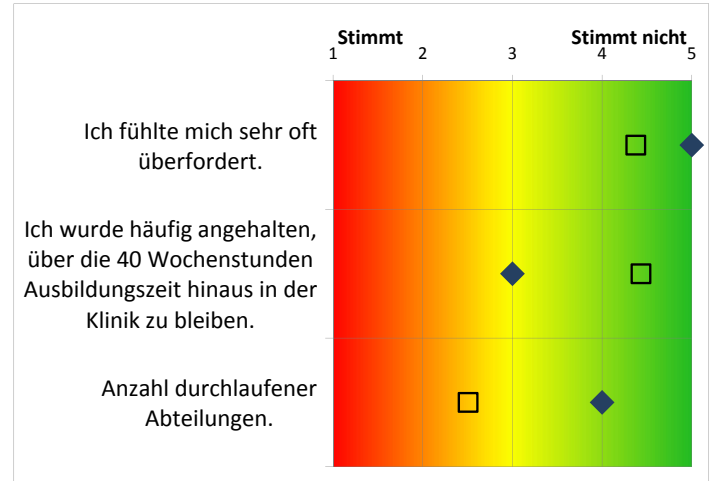 Stimmt Stimmt nicht
1 2 3 4 5
Ich fühlte mich sehr oft
überfordert.
Ich wurde häufig angehalten,
über die 40 Wochenstunden
Ausbildungszeit hinaus in der
Klinik zu bleiben.
Anzahl durchlaufener
Abteilungen.